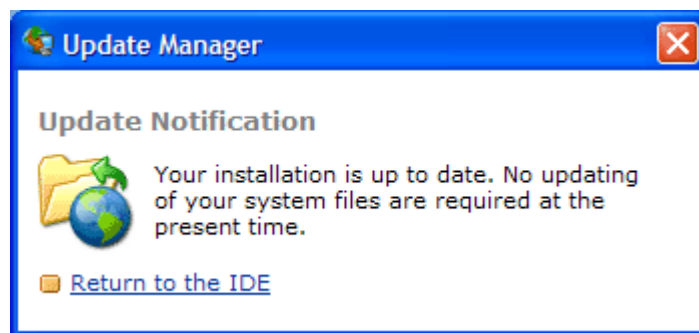 Update Manager
Update Notification
Your installation is up to date. No updating
of your system files are required at the
present time.
Return to the IDE